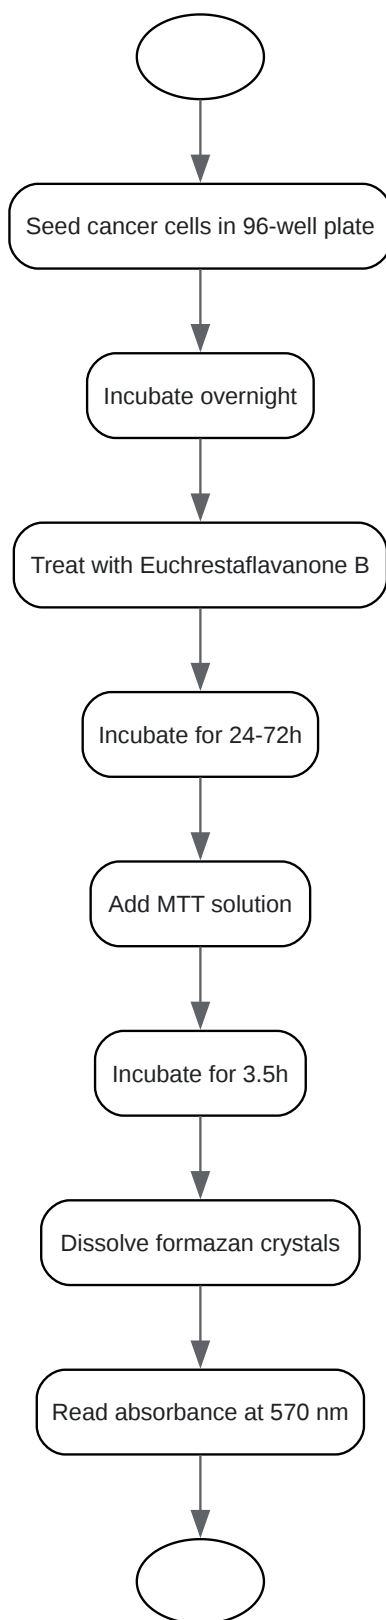 Seed cancer cells in 96-well plate
Incubate overnight
Treat with Euchrestaflavanone B
Incubate for 24-72h
Add MTT solution
Incubate for 3.5h
Dissolve formazan crystals
Read absorbance at 570 nm